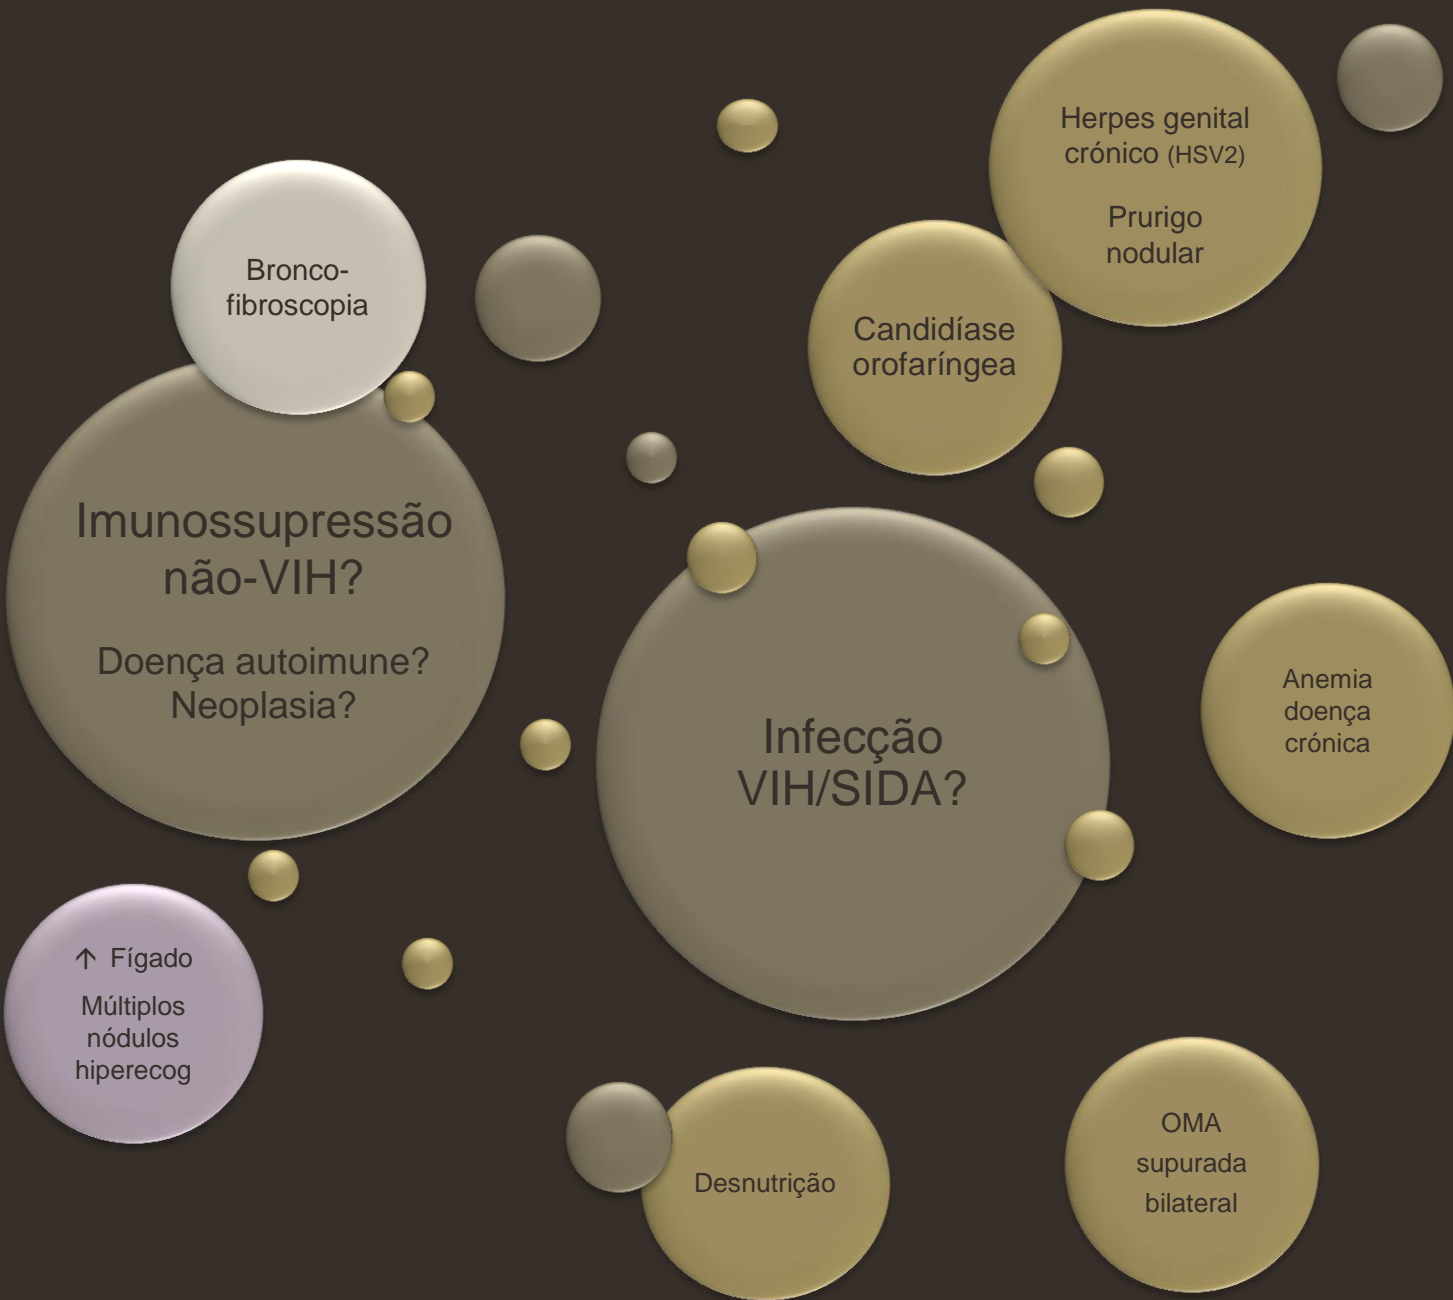 Herpes genital
crónico (HSV2)
Prurigo
nodular
Bronco-
fibroscopia
Candidíase
orofaríngea
Imunossupressão
não-VIH?
Doença autoimune?
Neoplasia?
Infecção
VIH/SIDA?
Anemia
doença
crónica
↑ Fígado
Múltiplos
nódulos
hiperecog
Desnutrição
OMA
supurada
bilateral